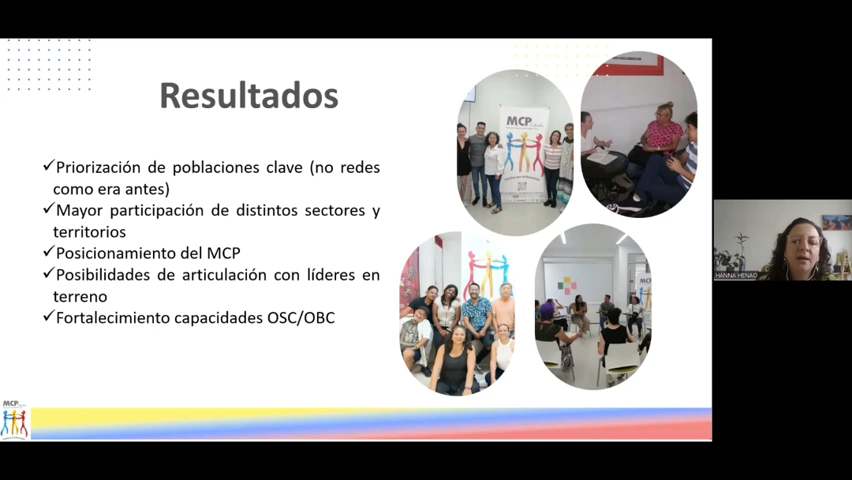 Resultados
✓Priorización de poblaciones clave (no redes
como era antes)
✓Mayor participación de distintos sectores y
territorios
✓Posicionamiento del MCP
✓Posibilidades de articulación con líderes en
terreno
✓Fortalecimiento capacidades OSC/OBC
MCP
HANNA HENAO
MCP